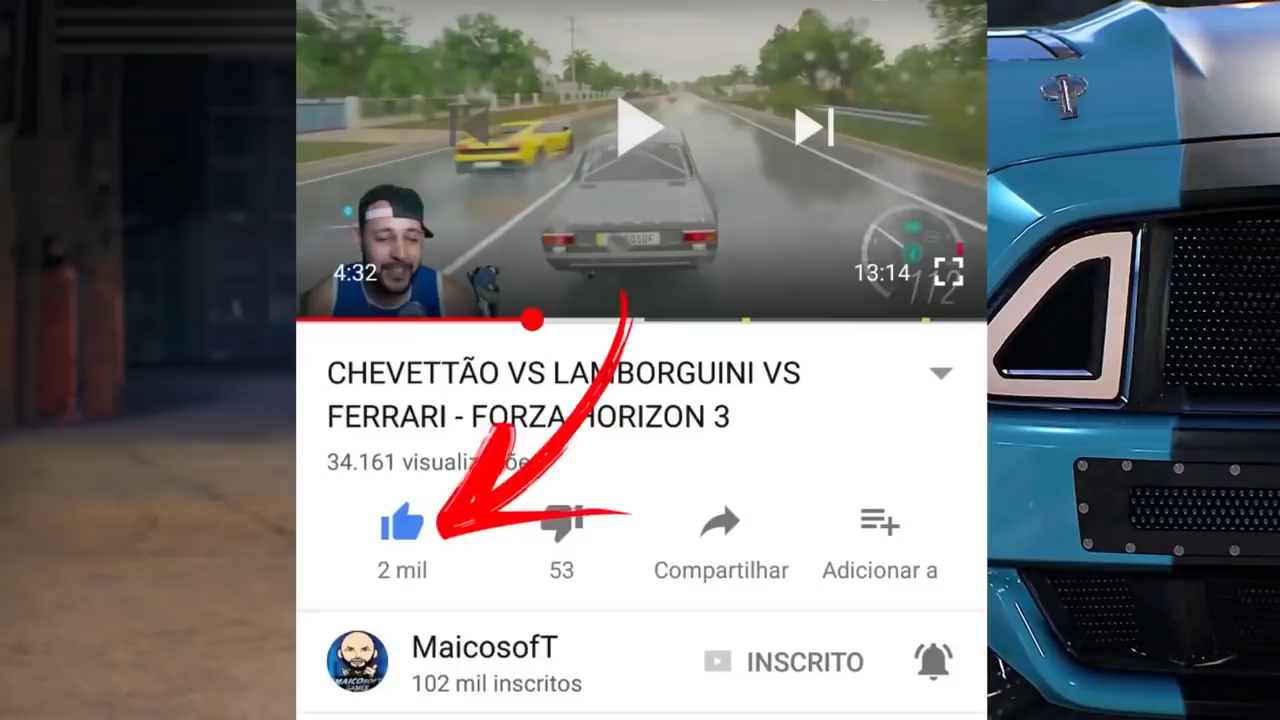 4:32
13:14
112
CHEVETTÃO VS LAMBORGUINI VS
FERRARI - FORZA HORIZON 3
34.161 visualizações
2 mil
53
Compartilhar
Adicionar a
MaicosofT
102 mil inscritos
INSCRITO